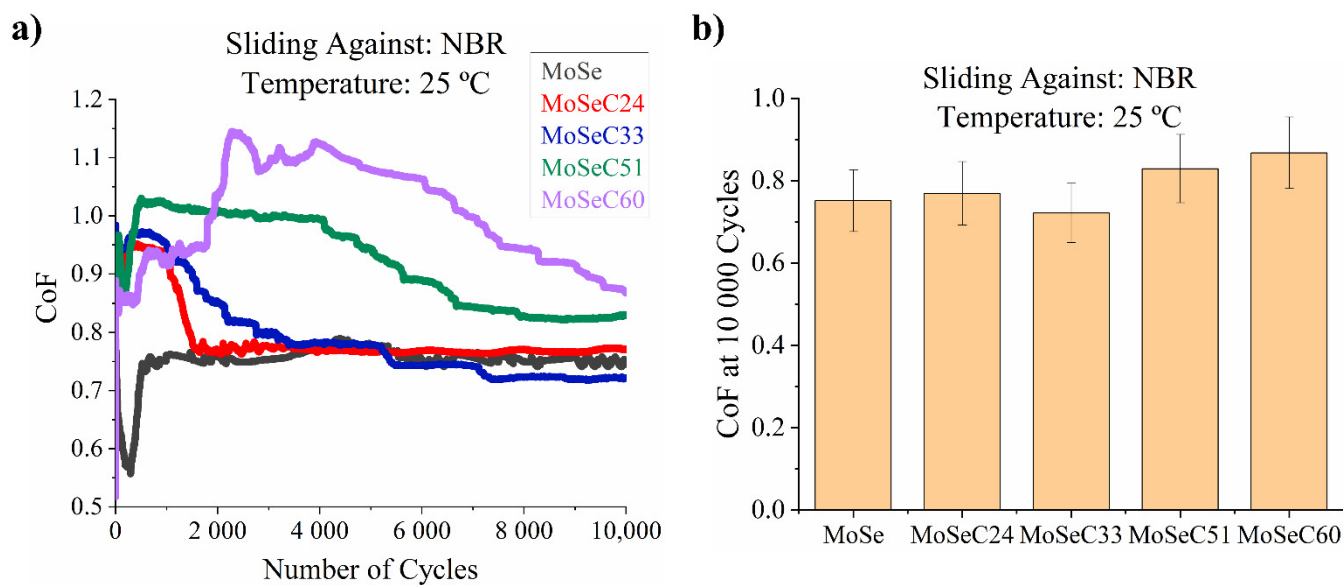 a)
Sliding Against: NBR
Temperature: 25 ºC
MoSe
MoSeC24
MoSeC33
MoSeC51
MoSeC60
1.2
1.1
1.0
0.9
0.8
0.7
0.6
0.5
CoF
0
2 000
4 000
6 000
8 000
10,000
Number of Cycles
b)
Sliding Against: NBR
Temperature: 25 ºC
1.0
0.8
0.6
0.4
0.2
0.0
CoF at 10 000 Cycles
MoSe
MoSeC24
MoSeC33
MoSeC51
MoSeC60